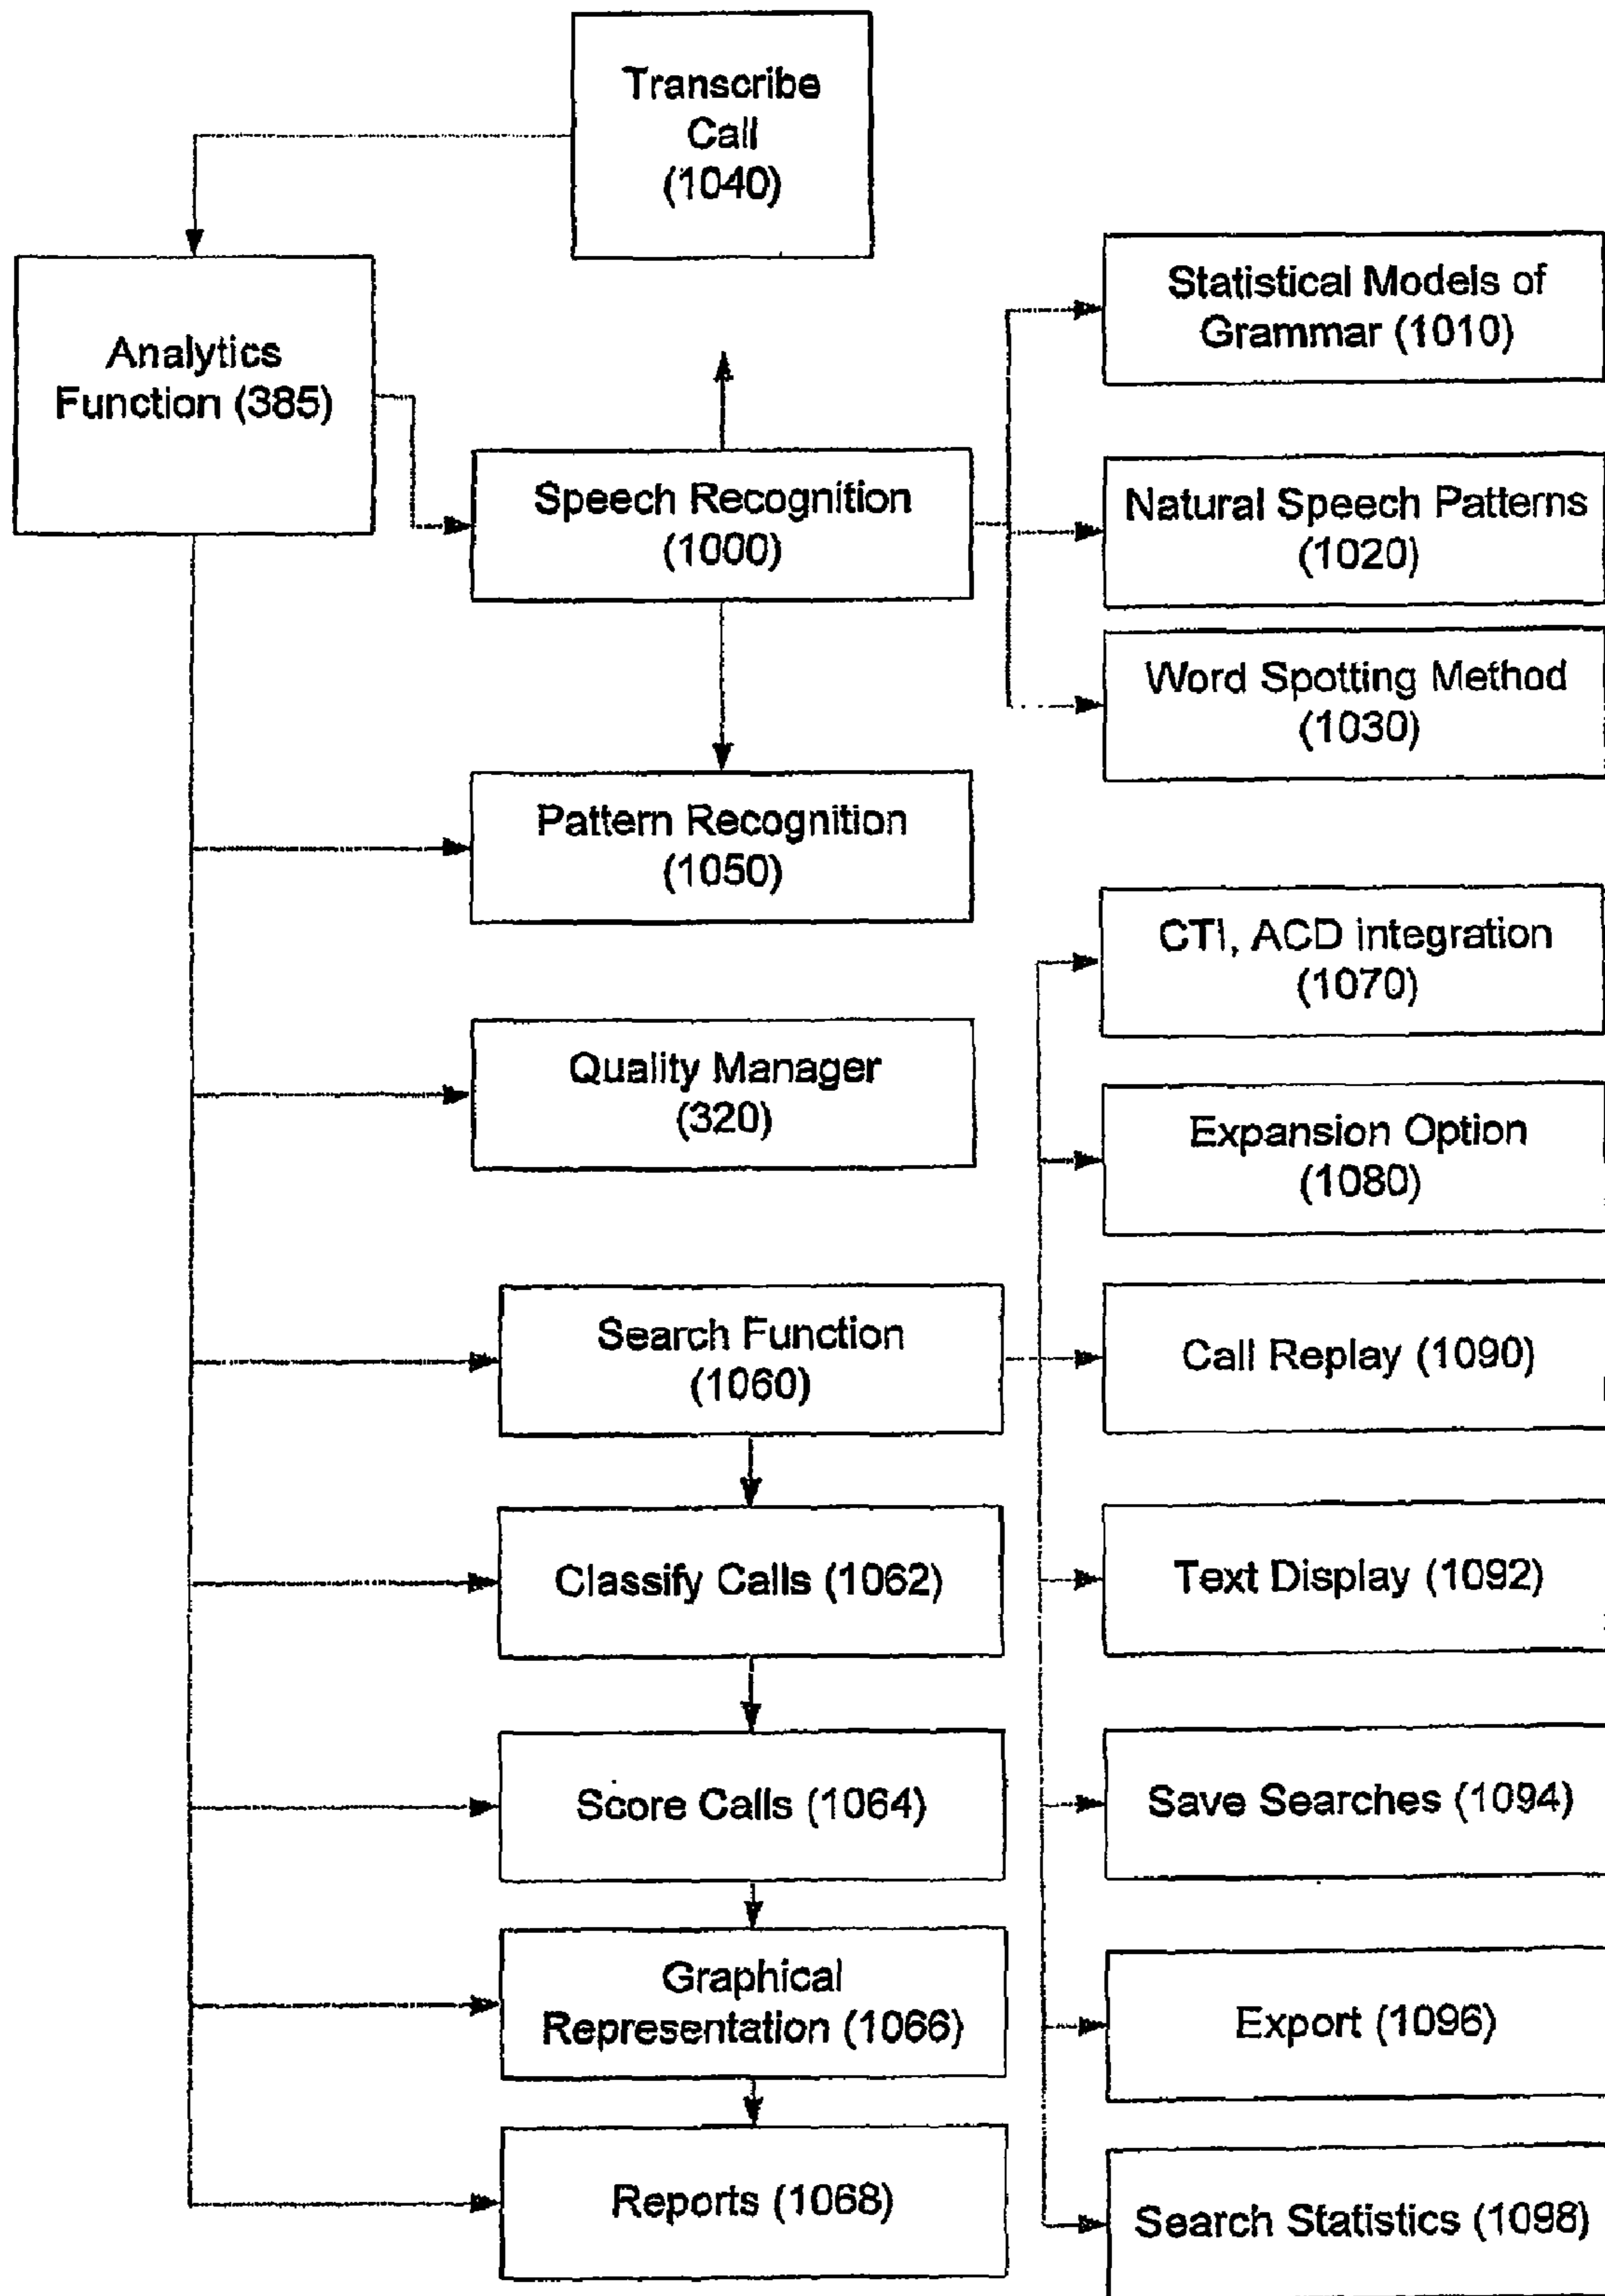 Transcribe
Call
(1040)
Analytics
Function (385)
Statistical Models of
Grammar (1010)
Speech Recognition
(1000)
Natural Speech Patterns
(1020)
Word Spotting Method
(1030)
Pattern Recognition
(1050)
CTI, ACD integration
(1070)
Quality Manager
(320)
Expansion Option
(1080)
Search Function
(1060)
Call Replay (1090)
Classify Calls (1062)
Text Display (1092)
Score Calls (1064)
Save Searches (1094)
Graphical
Representation (1066)
Export (1096)
Reports (1068)
Search Statistics (1098)